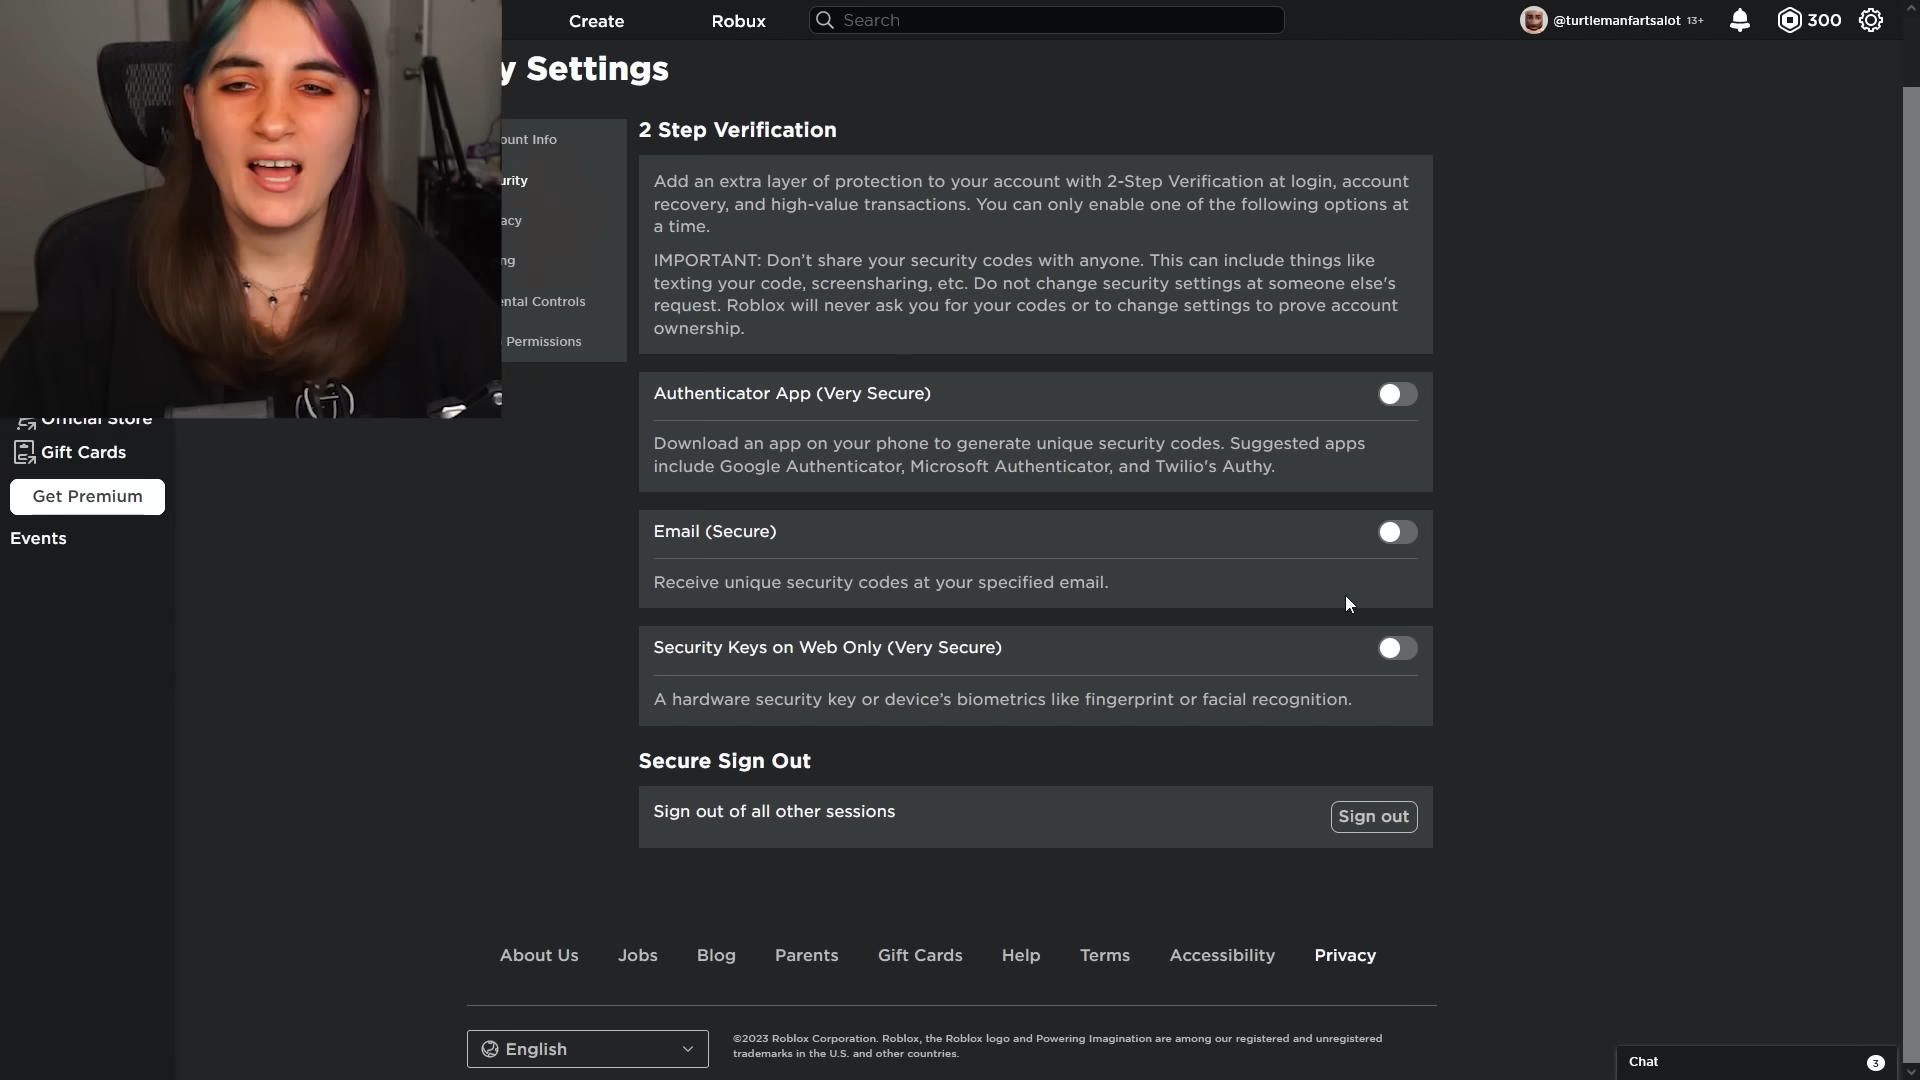 Create
Robux
Search
@turtlemanfartsalot 13+
300
y Settings
ount Info
urity
acy
ng
ental Controls
Permissions
Official Store
Gift Cards
Get Premium
Events
2 Step Verification
Add an extra layer of protection to your account with 2-Step Verification at login, account
recovery, and high-value transactions. You can only enable one of the following options at
a time.
IMPORTANT: Don’t share your security codes with anyone. This can include things like
texting your code, screensharing, etc. Do not change security settings at someone else's
request. Roblox will never ask you for your codes or to change settings to prove account
ownership.
Authenticator App (Very Secure)
Download an app on your phone to generate unique security codes. Suggested apps
include Google Authenticator, Microsoft Authenticator, and Twilio's Authy.
Email (Secure)
Receive unique security codes at your specified email.
Security Keys on Web Only (Very Secure)
A hardware security key or device’s biometrics like fingerprint or facial recognition.
Secure Sign Out
Sign out of all other sessions
Sign out
About Us
Jobs
Blog
Parents
Gift Cards
Help
Terms
Accessibility
Privacy
English
©2023 Roblox Corporation. Roblox, the Roblox logo and Powering Imagination are among our registered and unregistered
trademarks in the U.S. and other countries.
Chat
3